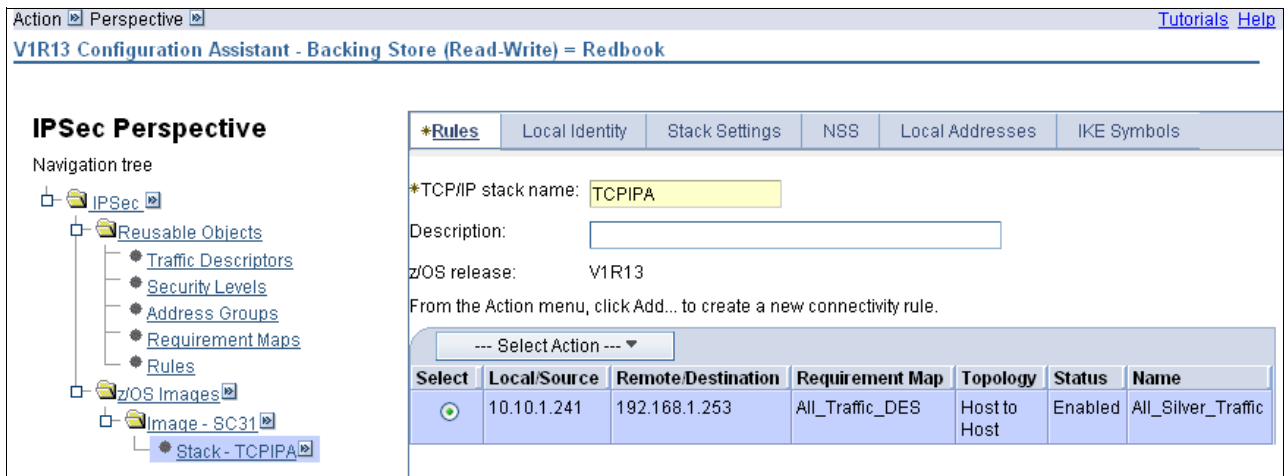 Action Perspective Tutorials Help
V1R13 Configuration Assistant - Backing Store (Read-Write) = Redbook
IPSec Perspective
Navigation tree
IPSec
Reusable Objects
Traffic Descriptors
Security Levels
Address Groups
Requirement Maps
Rules
z/OS Images
Image - SC31
Stack - TCPIPA
*Rules Local Identity Stack Settings NSS Local Addresses IKE Symbols
*TCP/IP stack name: TCPIPA
Description:
z/OS release: V1R13
From the Action menu, click Add... to create a new connectivity rule.
--- Select Action ---
Select Local/Source Remote/Destination Requirement Map Topology Status Name
10.10.1.241 192.168.1.253 All_Traffic_DES Host to Enabled All_Silver_Traffic
Host